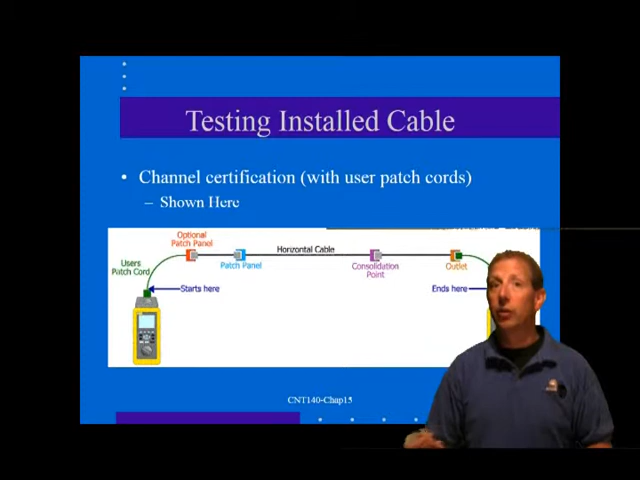 Testing Installed Cable
• Channel certification (with user patch cords)
– Shown Here
Optional
Patch Panel
Horizontal Cable
Users
Patch Cord
Patch Panel
Consolidation
Point
Outlet
Starts here
Ends here
CNT140-Chap15